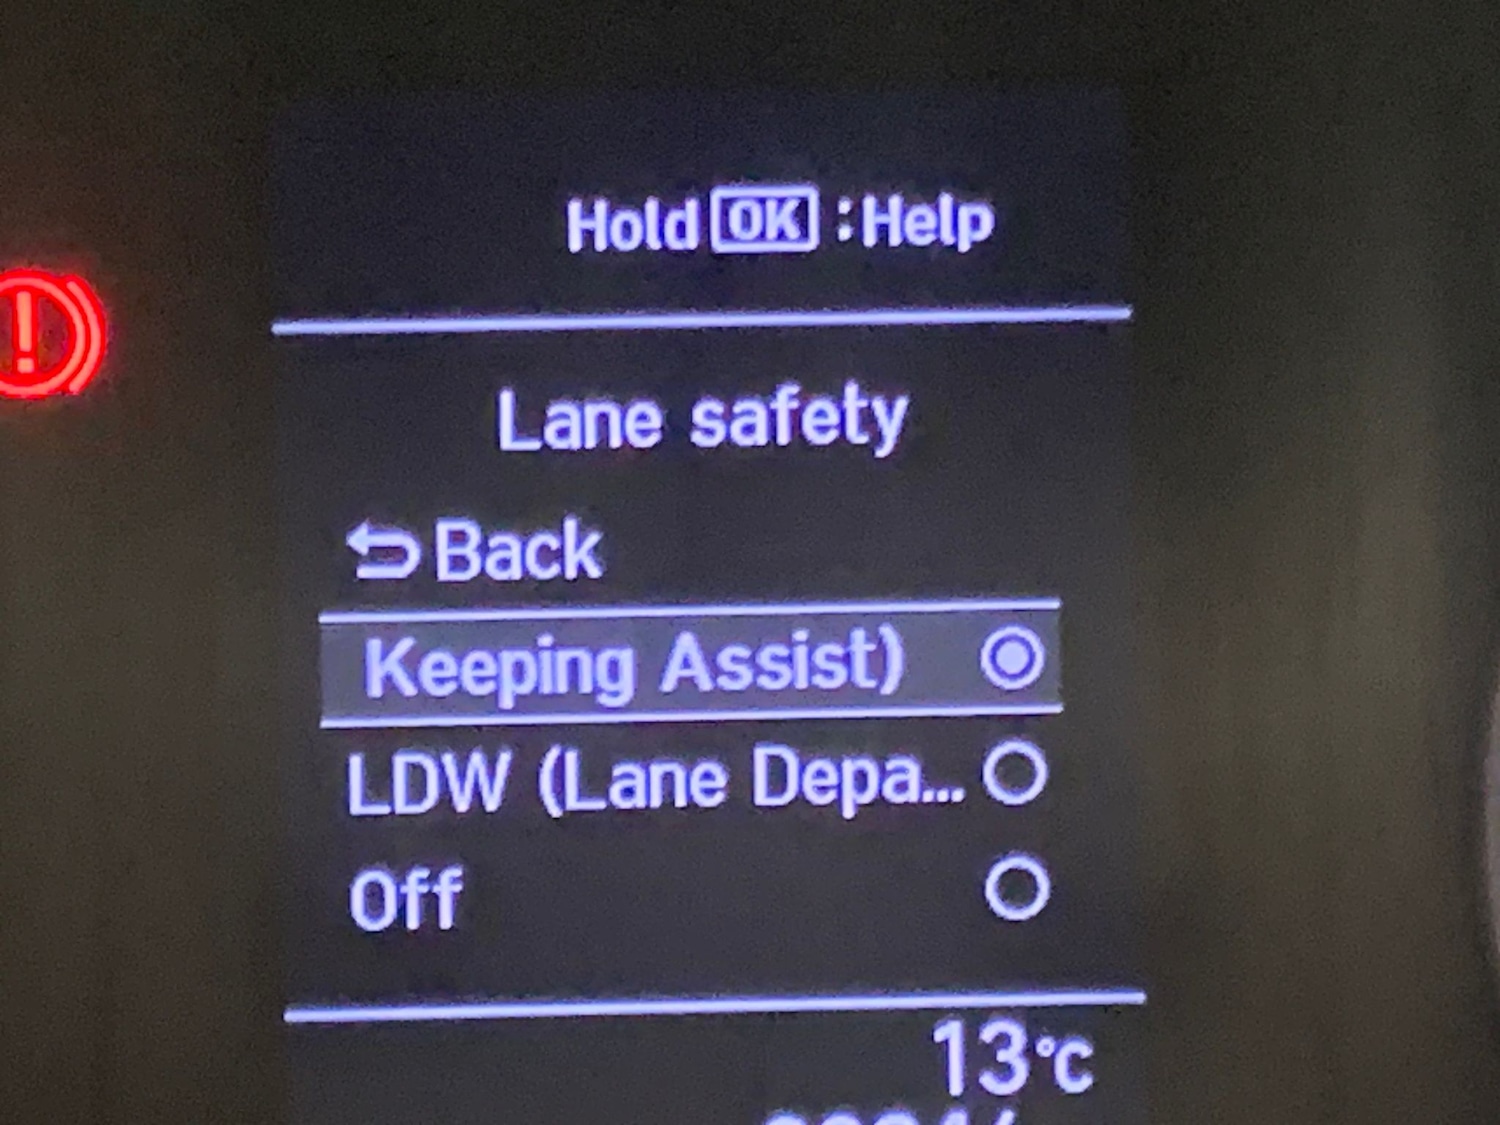 Hold OK :Help
Lane safety
Back
Keeping Assist)
LDW (Lane Depa...
Off
13°C